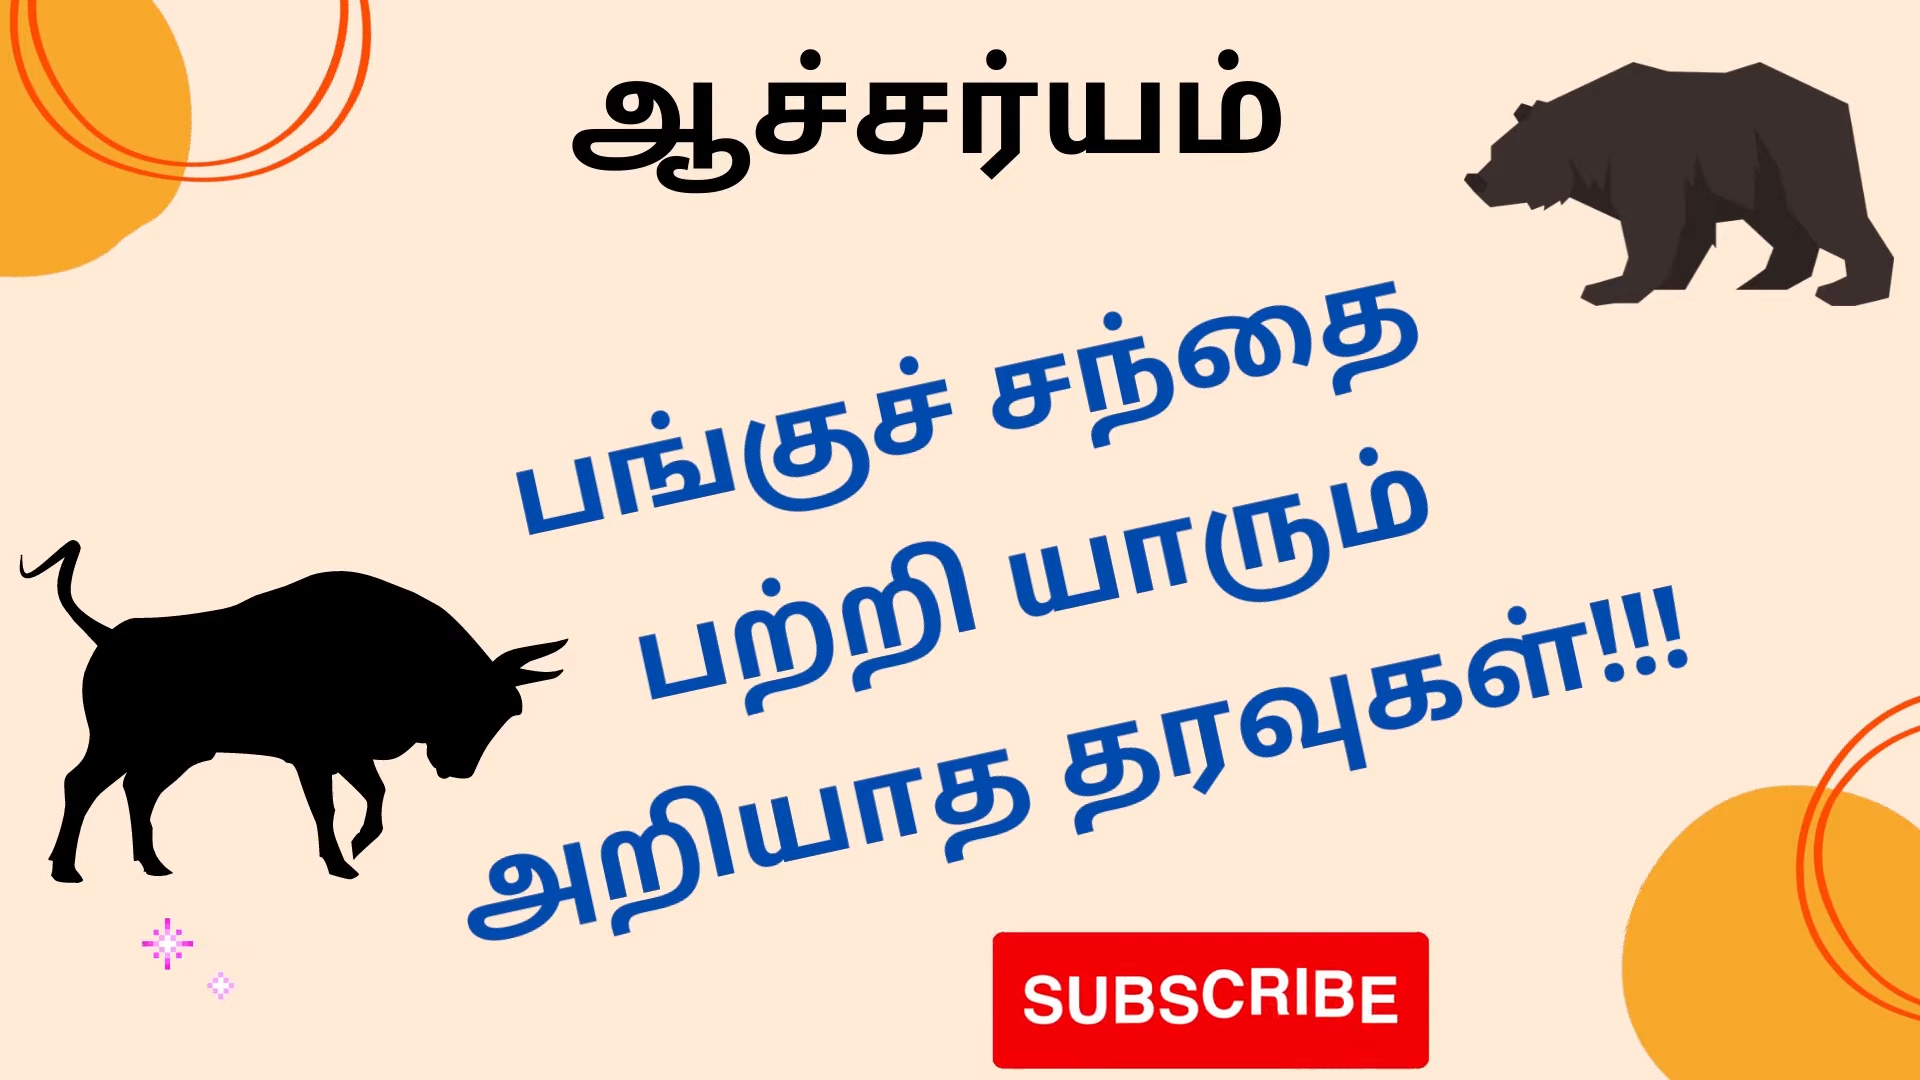 ஆச்சர்யம்
பங்குச் சந்தை
பற்றி யாரும்
அறியாத தரவுகள்!!!
SUBSCRIBE